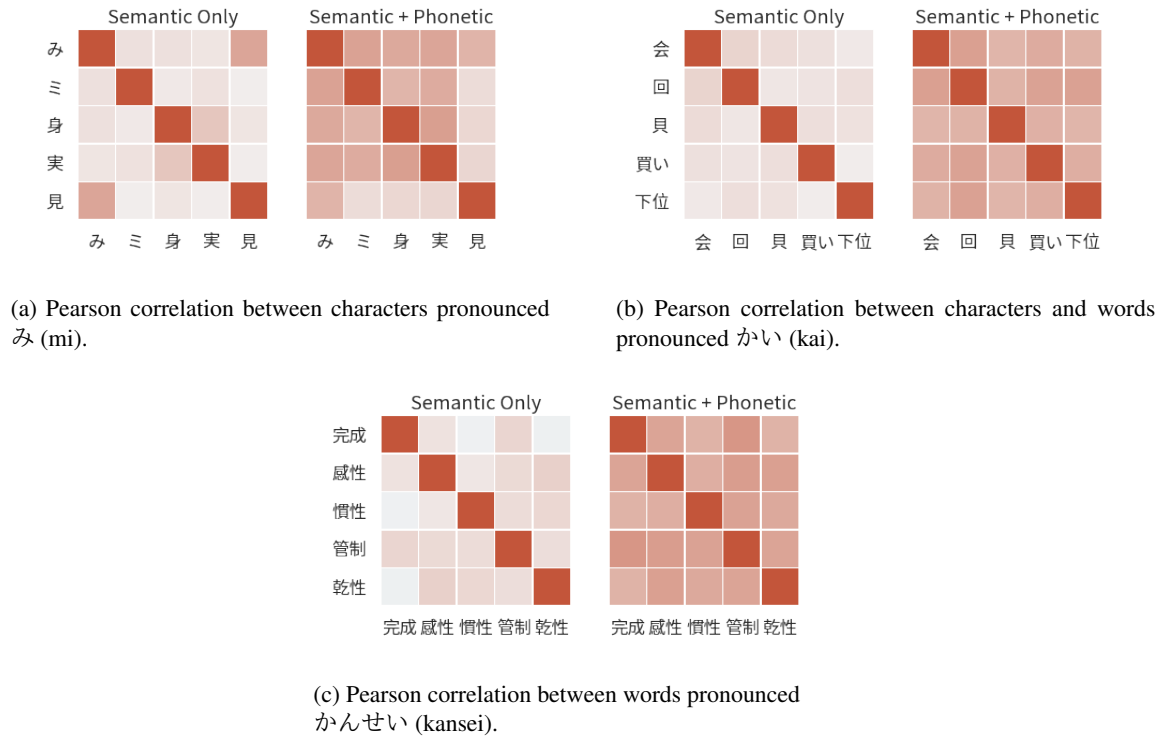 Semantic Only
Semantic + Phonetic
み
ミ
身
実
見
み ミ 身 実 見
み ミ 身 実 見
(a) Pearson correlation between characters pronounced
み (mi).
Semantic Only
Semantic + Phonetic
会
回
貝
買い
下位
会 回 貝 買い 下位
会 回 貝 買い 下位
(b) Pearson correlation between characters and words
pronounced かい (kai).
Semantic Only
Semantic + Phonetic
完成
感性
慣性
管制
乾性
完成 感性 慣性 管制 乾性
完成 感性 慣性 管制 乾性
(c) Pearson correlation between words pronounced
かんせい (kansei).